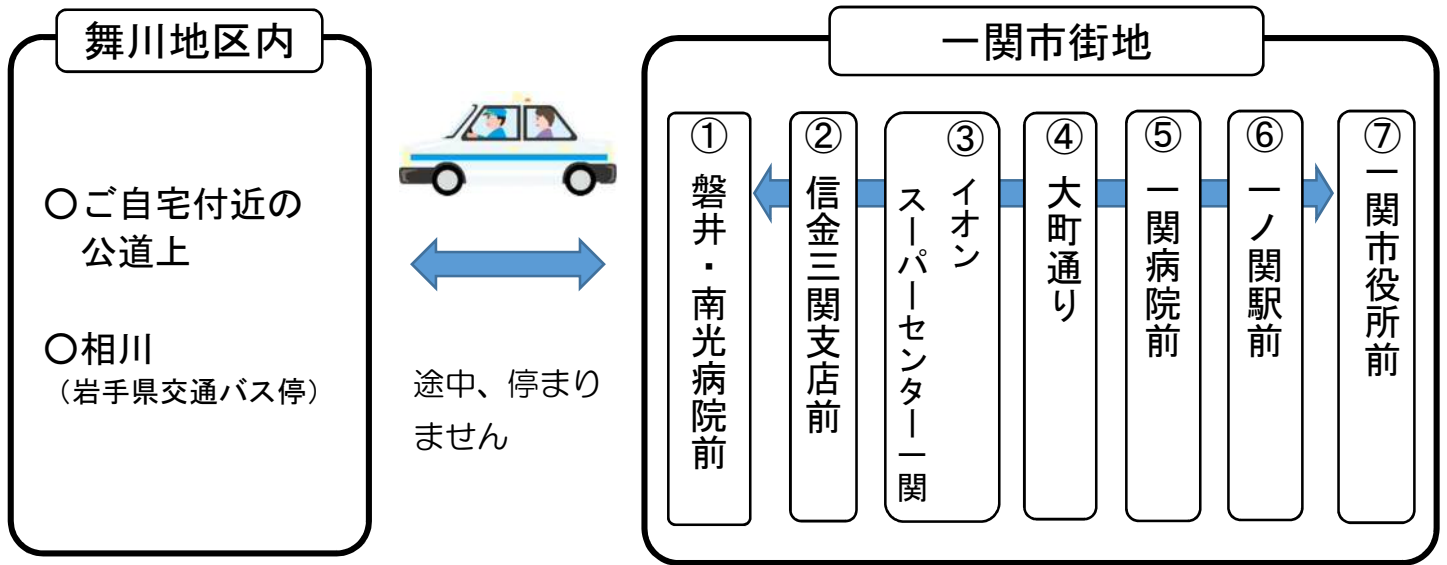 舞川地区内
〇ご自宅付近の
公道上
〇相川
（岩手県交通バス停）
途中、停まり
ません
一関市街地
①磐井・南光病院前
②信金三関支店前
③イオン
スーパーセンター一関
④大町通り
⑤一関病院前
⑥一ノ関駅前
⑦一関市役所前